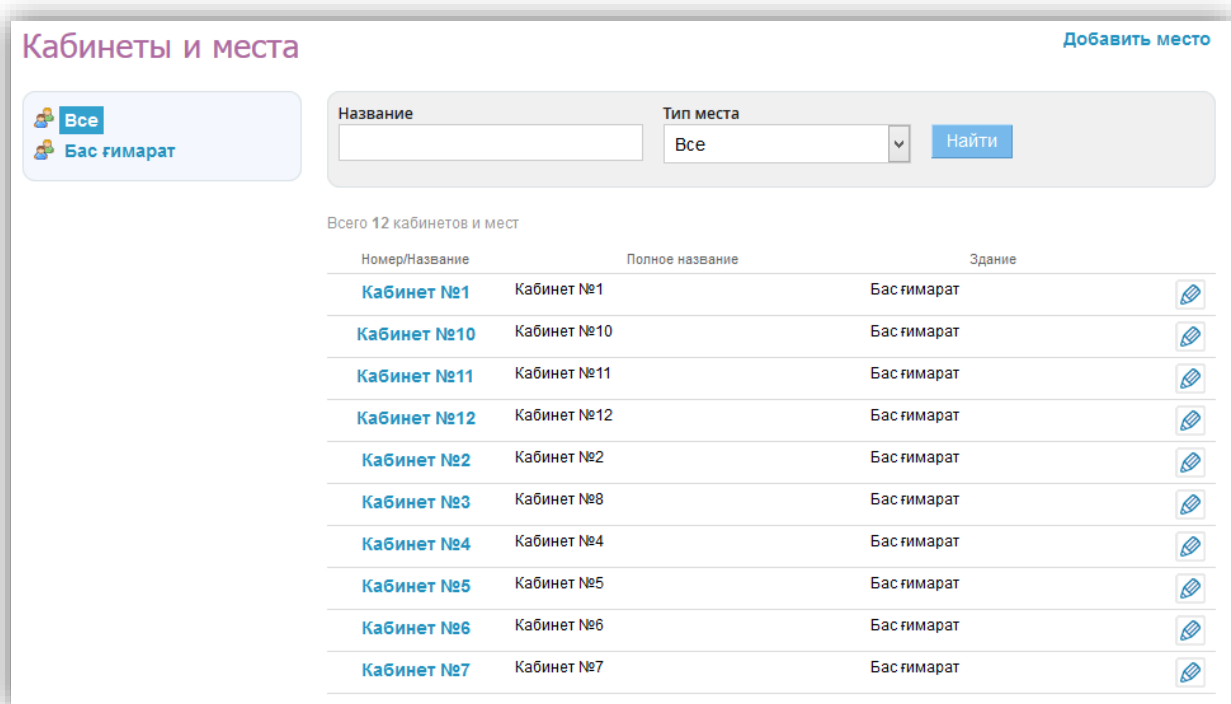 Кабинеты и места
Добавить место
Все
Бас ғимарат
Название Тип места
Все Найти
Всего 12 кабинетов и мест
Номер/Название Полное название Здание
Кабинет №1 Кабинет №1 Бас ғимарат
Кабинет №10 Кабинет №10 Бас ғимарат
Кабинет №11 Кабинет №11 Бас ғимарат
Кабинет №12 Кабинет №12 Бас ғимарат
Кабинет №2 Кабинет №2 Бас ғимарат
Кабинет №3 Кабинет №8 Бас ғимарат
Кабинет №4 Кабинет №4 Бас ғимарат
Кабинет №5 Кабинет №5 Бас ғимарат
Кабинет №6 Кабинет №6 Бас ғимарат
Кабинет №7 Кабинет №7 Бас ғимарат